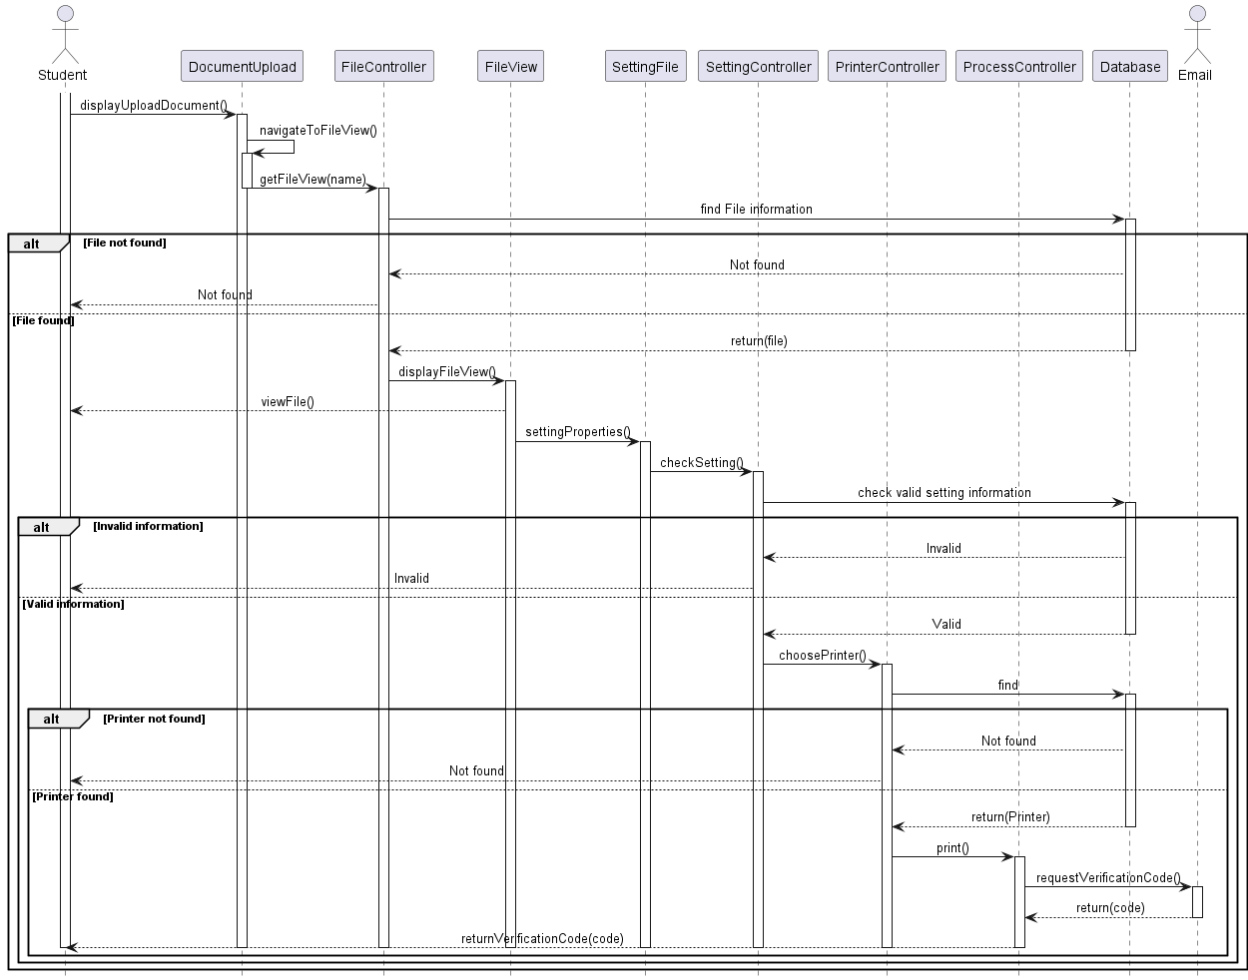 Student
DocumentUpload
FileController
FileView
SettingFile
SettingController
PrinterController
ProcessController
Database
Email
displayUploadDocument()
navigateToFileView()
getFileView(name)
find File information
alt
[File not found]
Not found
Not found
[File found]
return(file)
displayFileView()
viewFile()
settingProperties()
checkSetting()
check valid setting information
alt
[Invalid information]
Invalid
Invalid
[Valid information]
Valid
choosePrinter()
find
alt
[Printer not found]
Not found
Not found
[Printer found]
return(Printer)
print()
requestVerificationCode()
return(code)
returnVerificationCode(code)